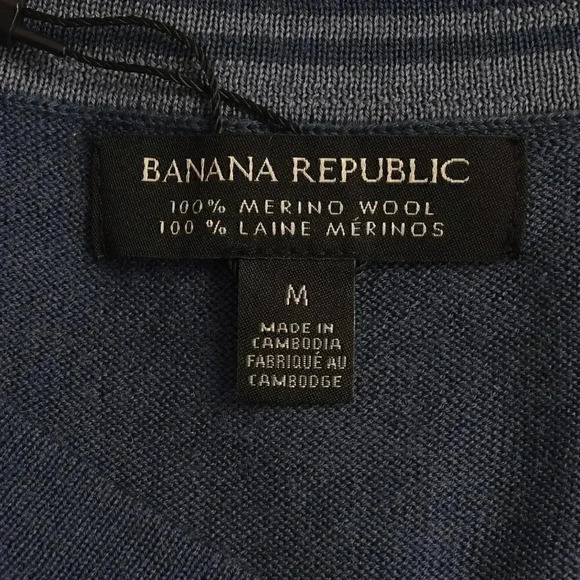 BANANA REPUBLIC
100% MERINO WOOL
100 % LAINE MÉRINOS
M
MADE IN
CAMBODIA
FABRIQUÉ AU
CAMBODGE